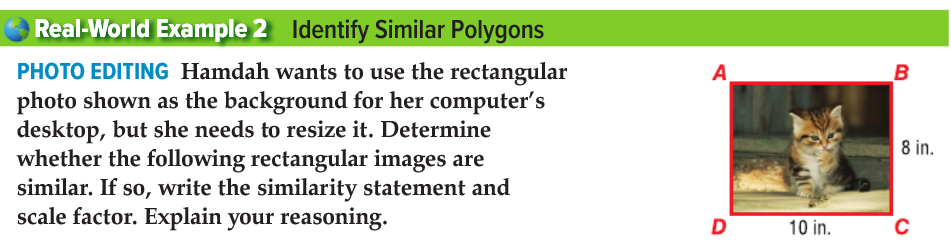 Real-World Example 2 Identify Similar Polygons
PHOTO EDITING Hamdah wants to use the rectangular
photo shown as the background for her computer's
desktop, but she needs to resize it. Determine
whether the following rectangular images are
similar. If so, write the similarity statement and
scale factor. Explain your reasoning.
A B
8 in.
D 10 in. C